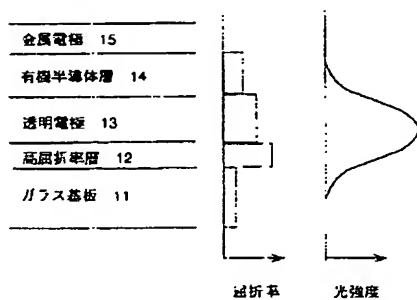 金属電極 15
有機半導体層 14
透明電極 13
高屈折率層 12
ガラス基板 11
屈折率
光強度